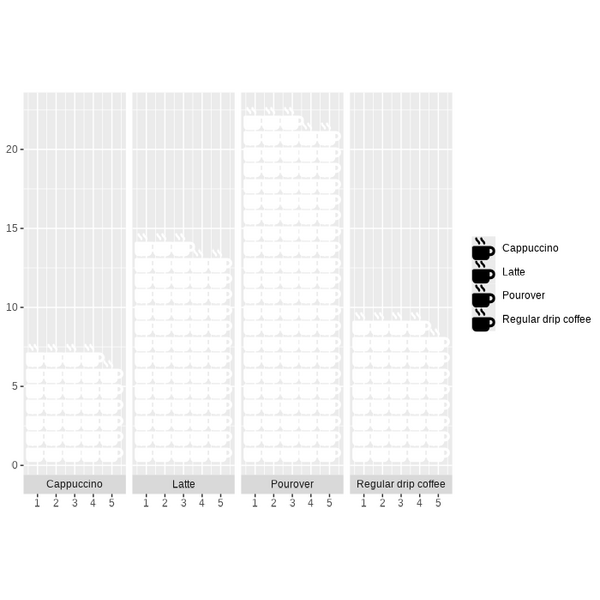 20
15
10
5
0
Cappuccino
Latte
Pourover
Regular drip coffee
1 2 3 4 5
1 2 3 4 5
1 2 3 4 5
1 2 3 4 5
Cappuccino
Latte
Pourover
Regular drip coffee